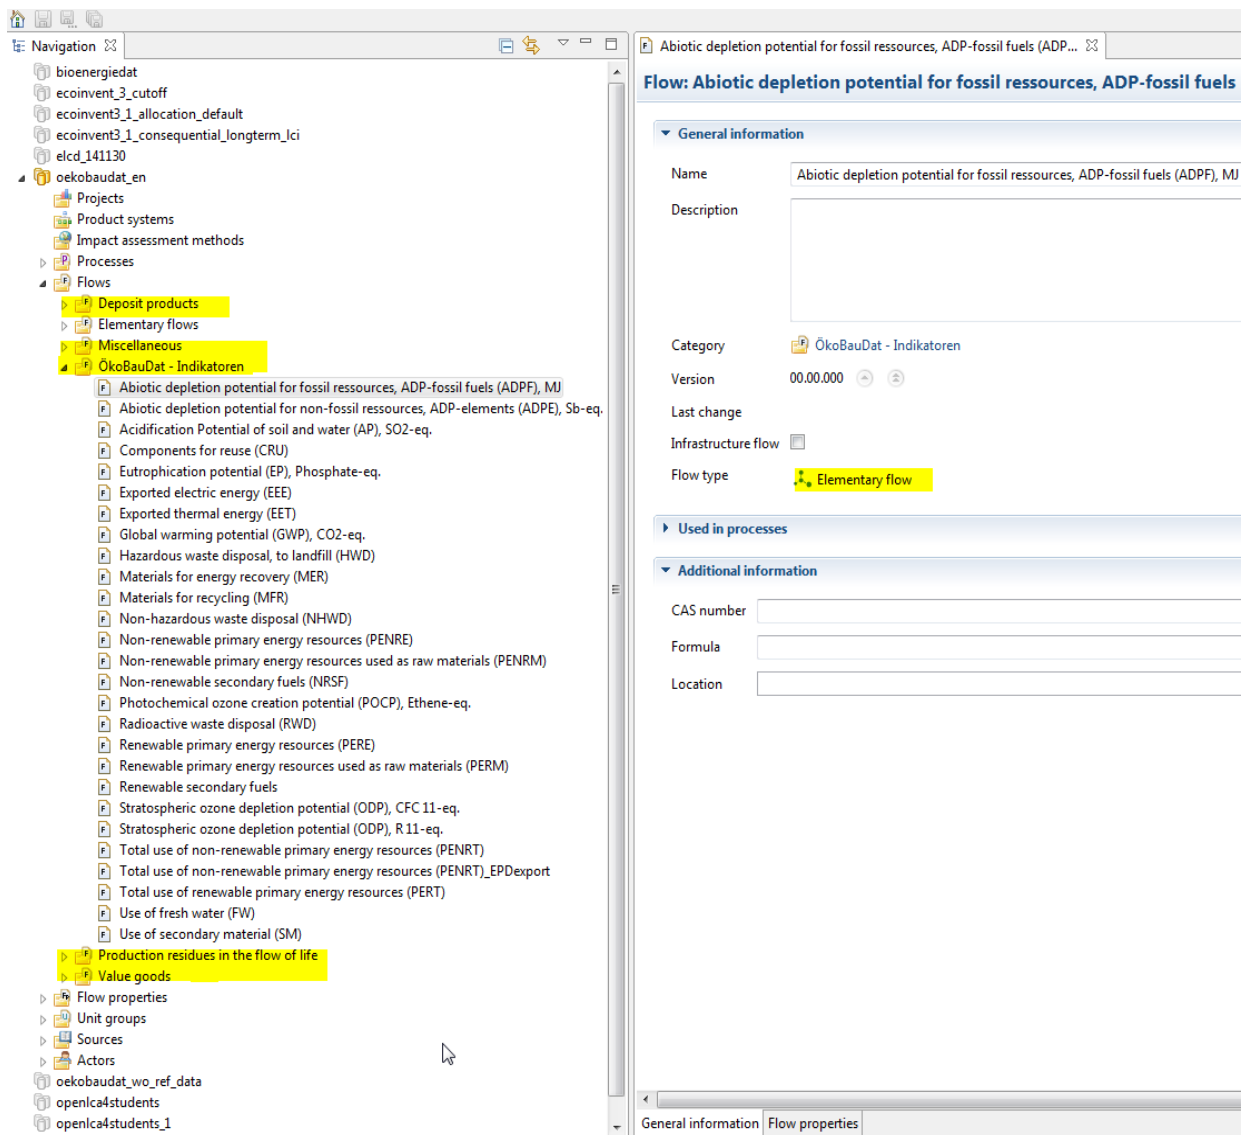 Navigation
bioenergiedat
ecoinvent_3_cutoff
ecoinvent3_1_allocation_default
ecoinvent3_1_consequential_longterm_lci
elcd_141130
oekobaudat_en
Projects
Product systems
Impact assessment methods
Processes
Flows
Deposit products
Elementary flows
Miscellaneous
ÖkoBauDat - Indikatoren
Abiotic depletion potential for fossil ressources, ADP-fossil fuels (ADPF), MJ
Abiotic depletion potential for non-fossil ressources, ADP-elements (ADPE), Sb-eq.
Acidification Potential of soil and water (AP), SO2-eq.
Components for reuse (CRU)
Eutrophication potential (EP), Phosphate-eq.
Exported electric energy (EEE)
Exported thermal energy (EET)
Global warming potential (GWP), CO2-eq.
Hazardous waste disposal, to landfill (HWD)
Materials for energy recovery (MER)
Materials for recycling (MFR)
Non-hazardous waste disposal (NHWD)
Non-renewable primary energy resources (PENRE)
Non-renewable primary energy resources used as raw materials (PENRM)
Non-renewable secondary fuels (NRSF)
Photochemical ozone creation potential (POCP), Ethene-eq.
Radioactive waste disposal (RWD)
Renewable primary energy resources (PERE)
Renewable primary energy resources used as raw materials (PERM)
Renewable secondary fuels
Stratospheric ozone depletion potential (ODP), CFC 11-eq.
Stratospheric ozone depletion potential (ODP), R 11-eq.
Total use of non-renewable primary energy resources (PENRT)
Total use of non-renewable primary energy resources (PENRT)_EPDexport
Total use of renewable primary energy resources (PERT)
Use of fresh water (FW)
Use of secondary material (SM)
Production residues in the flow of life
Value goods
Flow properties
Unit groups
Sources
Actors
oekobaudat_wo_ref_data
openlca4students
openlca4students_1
Abiotic depletion potential for fossil ressources, ADP-fossil fuels (ADP...
Flow: Abiotic depletion potential for fossil ressources, ADP-fossil fuels
General information
Name Abiotic depletion potential for fossil ressources, ADP-fossil fuels (ADPF), MJ
Description
Category ÖkoBauDat - Indikatoren
Version 00.00.000
Last change
Infrastructure flow
Flow type Elementary flow
Used in processes
Additional information
CAS number
Formula
Location
General information Flow properties